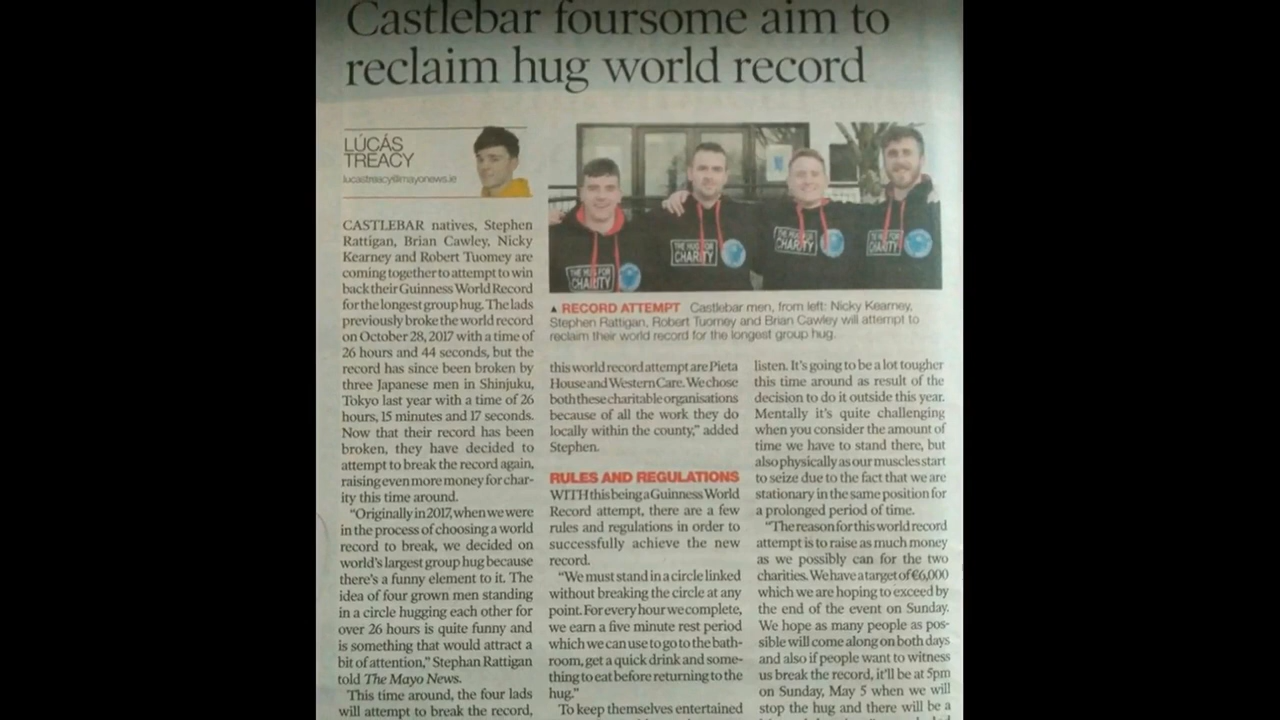 Castlebar foursome aim to
reclaim hug world record
LÚCÁS
TREACY
lucastreacy@mayonews.ie
CASTLEBAR natives, Stephen
Rattigan, Brian Cawley, Nicky
Kearney and Robert Tuomey are
coming together to attempt to win
back their Guinness World Record
for the longest group hug. The lads
previously broke the world record
on October 28, 2017 with a time of
26 hours and 44 seconds, but the
record has since been broken by
three Japanese men in Shinjuku,
Tokyo last year with a time of 26
hours, 15 minutes and 17 seconds.
Now that their record has been
broken, they have decided to
attempt to break the record again,
raising even more money for char-
ity this time around.
"Originally in 2017, when we were
in the process of choosing a world
record to break, we decided on
world's largest group hug because
there's a funny element to it. The
idea of four grown men standing
in a circle hugging each other for
over 26 hours is quite funny and
is something that would attract a
bit of attention," Stephan Rattigan
told The Mayo News.
This time around, the four lads
will attempt to break the record,
THE HUG FOR
CHARITY
THE HUG FOR
CHARITY
THE HUG FOR
CHARITY
THE HUG FOR
CHARITY
▲ RECORD ATTEMPT Castlebar men, from left: Nicky Kearney,
Stephen Rattigan, Robert Tuomey and Brian Cawley will attempt to
reclaim their world record for the longest group hug.
this world record attempt are Pieta
House and Western Care. We chose
both these charitable organisations
because of all the work they do
locally within the county," added
Stephen.
RULES AND REGULATIONS
WITH this being a Guinness World
Record attempt, there are a few
rules and regulations in order to
successfully achieve the new
record.
"We must stand in a circle linked
without breaking the circle at any
point. For every hour we complete,
we earn a five minute rest period
which we can use to go to the bath-
room, get a quick drink and some-
thing to eat before returning to the
hug."
To keep themselves entertained
listen. It's going to be a lot tougher
this time around as result of the
decision to do it outside this year.
Mentally it's quite challenging
when you consider the amount of
time we have to stand there, but
also physically as our muscles start
to seize due to the fact that we are
stationary in the same position for
a prolonged period of time.
"The reason for this world record
attempt is to raise as much money
as we possibly can for the two
charities. We have a target of €6,000
which we are hoping to exceed by
the end of the event on Sunday.
We hope as many people as pos-
sible will come along on both days
and also if people want to witness
us break the record, it'll be at 5pm
on Sunday, May 5 when we will
stop the hug and there will be a